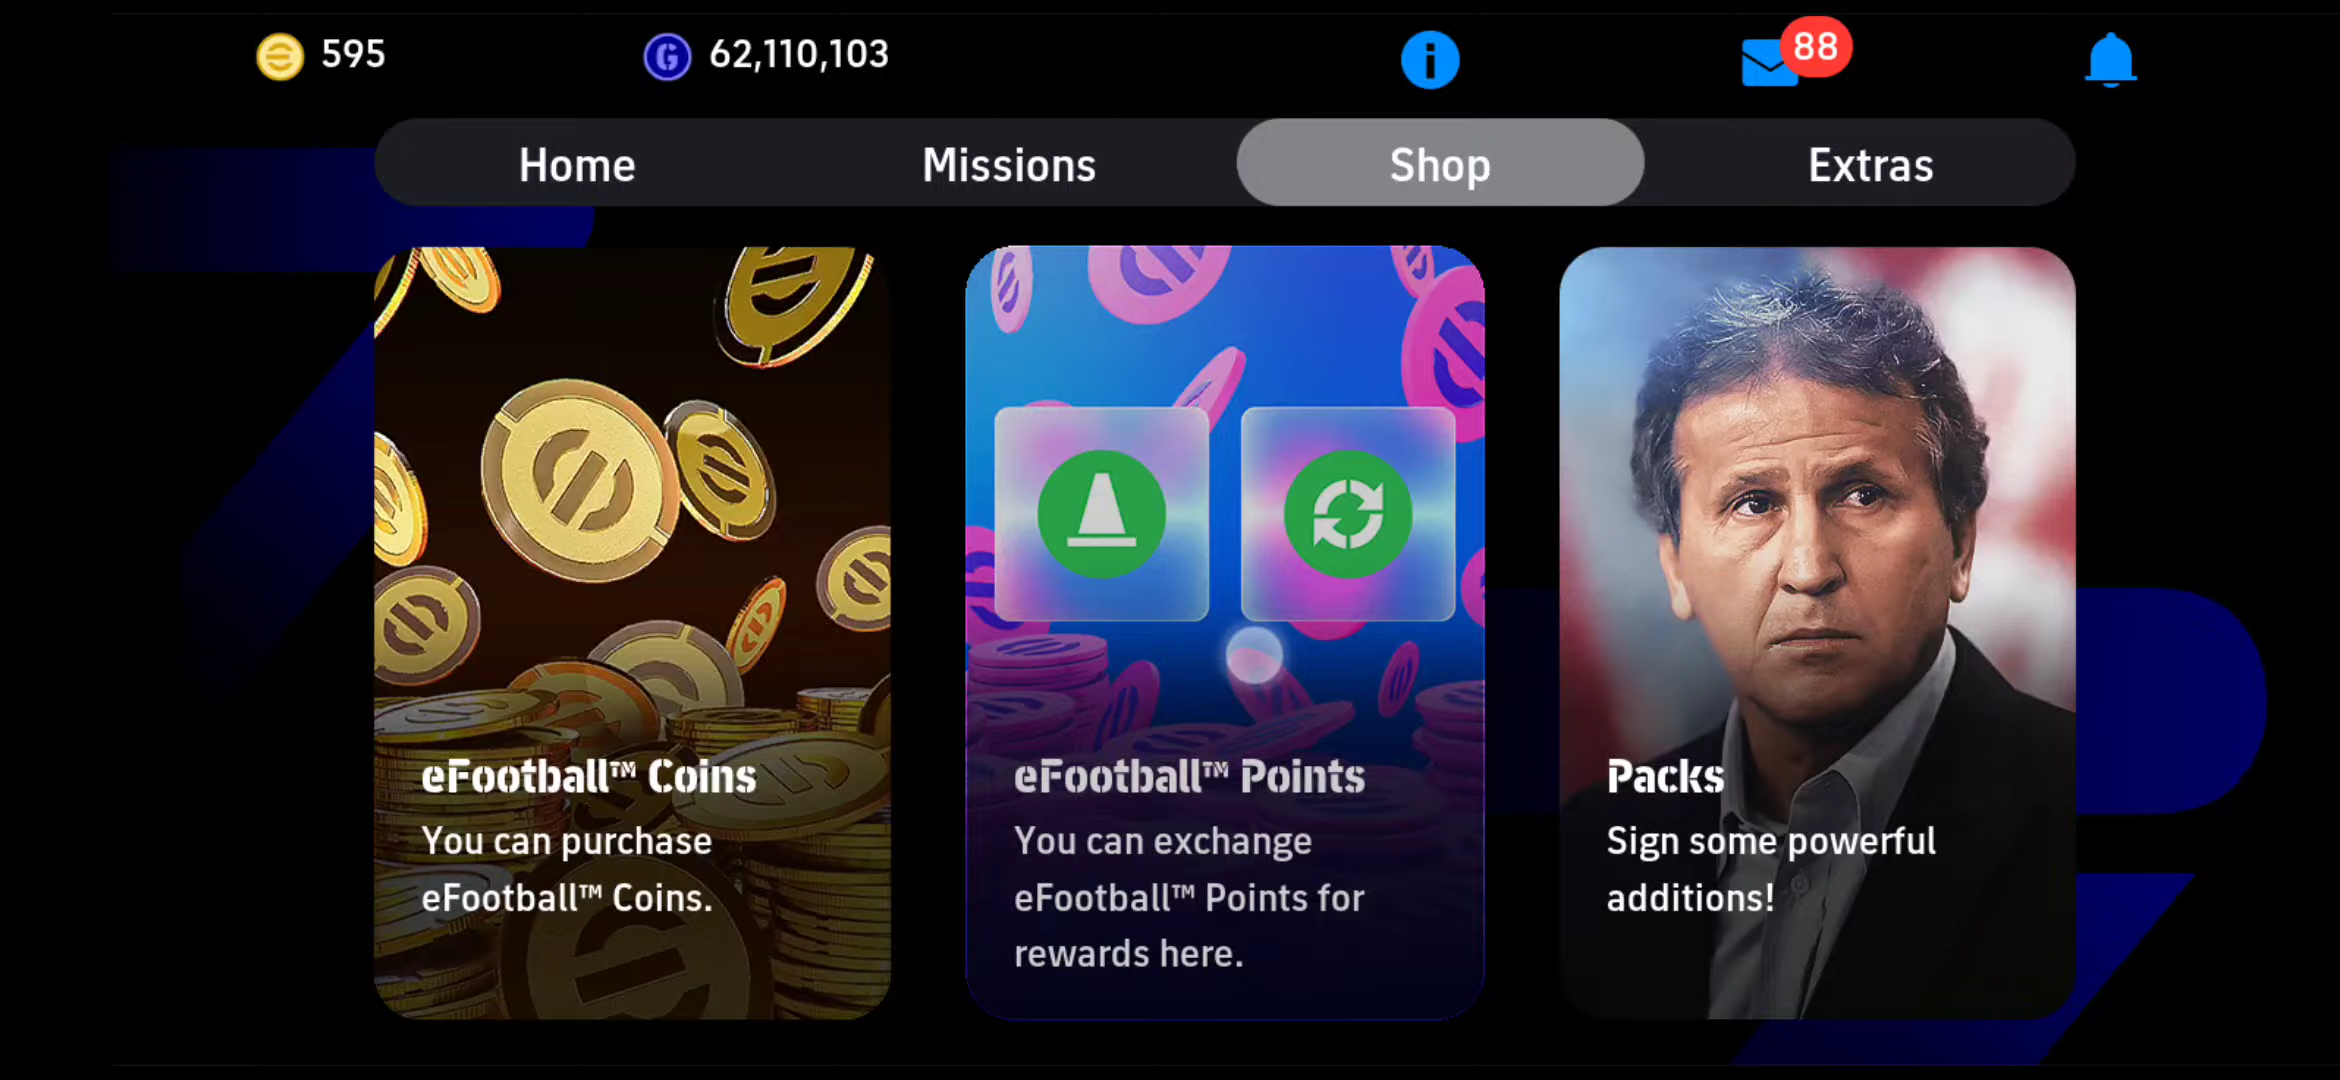 595
62,110,103
88
Home
Missions
Shop
Extras
eFootball™ Coins
You can purchase
eFootball™ Coins.
eFootball™ Points
You can exchange
eFootball™ Points for
rewards here.
Packs
Sign some powerful
additions!